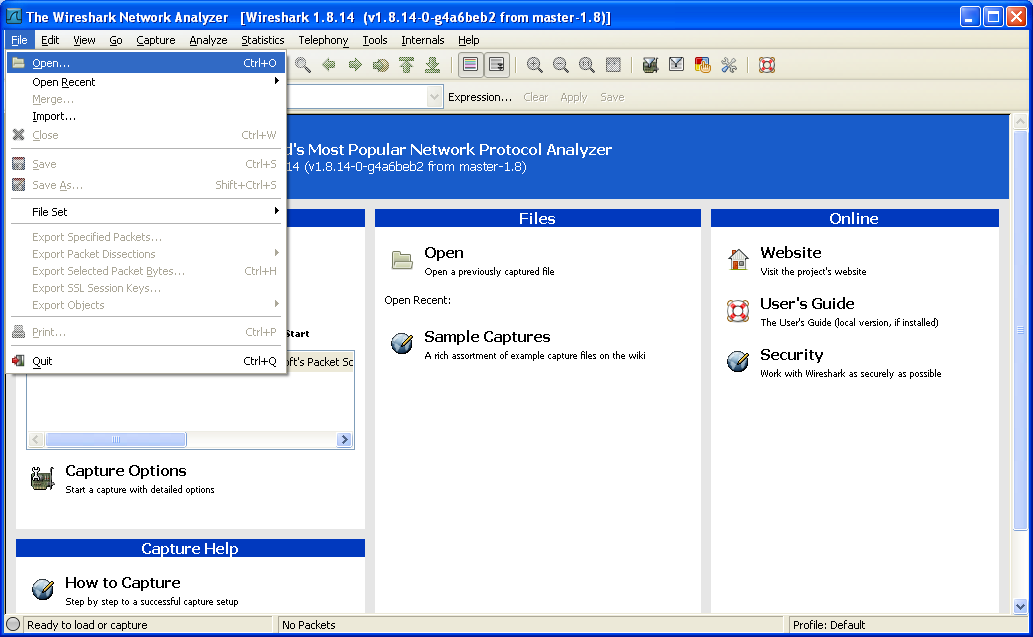 The Wireshark Network Analyzer [Wireshark 1.8.14 (v1.8.14-0-g4a6beb2 from master-1.8)]
File Edit View Go Capture Analyze Statistics Telephony Tools Internals Help
Open... Ctrl+O
Open Recent
Merge...
Import...
Close Ctrl+W
Save Ctrl+S
Save As... Shift+Ctrl+S
File Set
Export Specified Packets...
Export Packet Dissections
Export Selected Packet Bytes... Ctrl+H
Export SSL Session Keys...
Export Objects
Print... Ctrl+P
Quit Ctrl+Q
Expression... Clear Apply Save
d's Most Popular Network Protocol Analyzer
14 (v1.8.14-0-g4a6beb2 from master-1.8)
Start
oft's Packet Sc
Capture Options
Start a capture with detailed options
Capture Help
How to Capture
Step by step to a successful capture setup
Files
Open
Open a previously captured file
Open Recent:
Sample Captures
A rich assortment of example capture files on the wiki
Online
Website
Visit the project's website
User's Guide
The User's Guide (local version, if installed)
Security
Work with Wireshark as securely as possible
Ready to load or capture
No Packets
Profile: Default